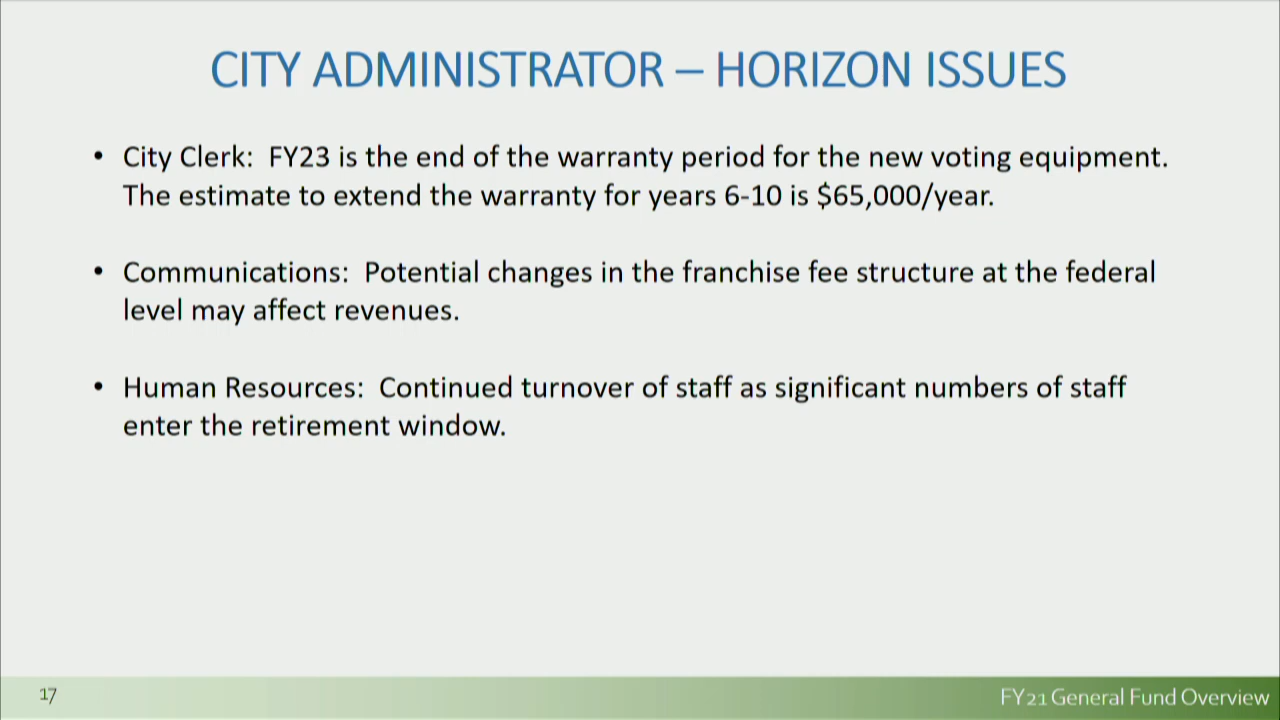 CITY ADMINISTRATOR – HORIZON ISSUES
• City Clerk: FY23 is the end of the warranty period for the new voting equipment.
The estimate to extend the warranty for years 6-10 is $65,000/year.
• Communications: Potential changes in the franchise fee structure at the federal
level may affect revenues.
• Human Resources: Continued turnover of staff as significant numbers of staff
enter the retirement window.
17
FY21 General Fund Overview